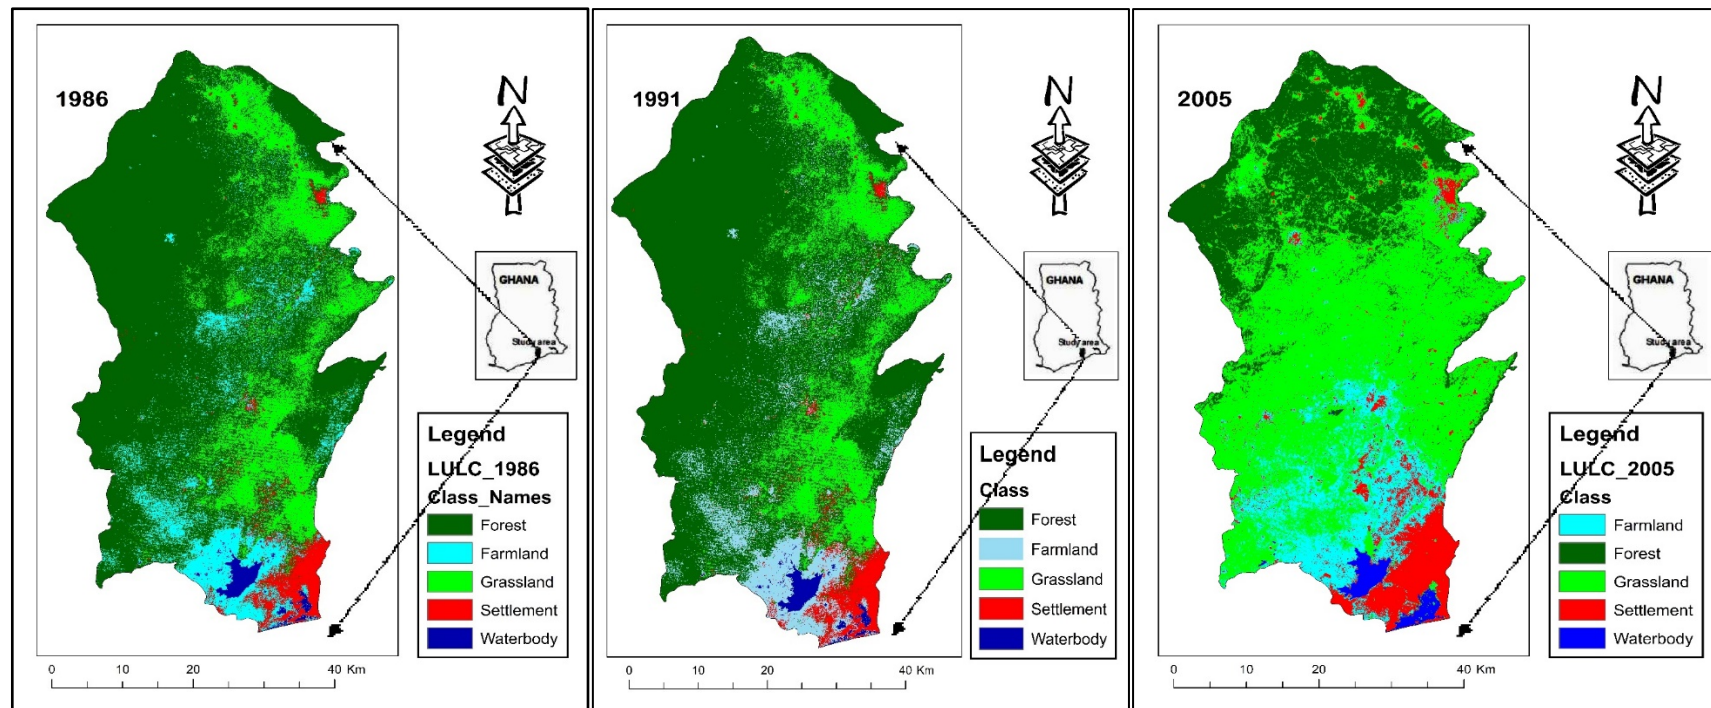 1986
N
GHANA
Study area
Legend
LULC_1986
Class_Names
Forest
Farmland
Grassland
Settlement
Waterbody
0 10 20 40 Km
1991
N
GHANA
Study area
Legend
Class
Forest
Farmland
Grassland
Settlement
Waterbody
0 10 20 40 Km
2005
N
GHANA
Study area
Legend
LULC_2005
Class
Farmland
Forest
Grassland
Settlement
Waterbody
0 10 20 40 Km